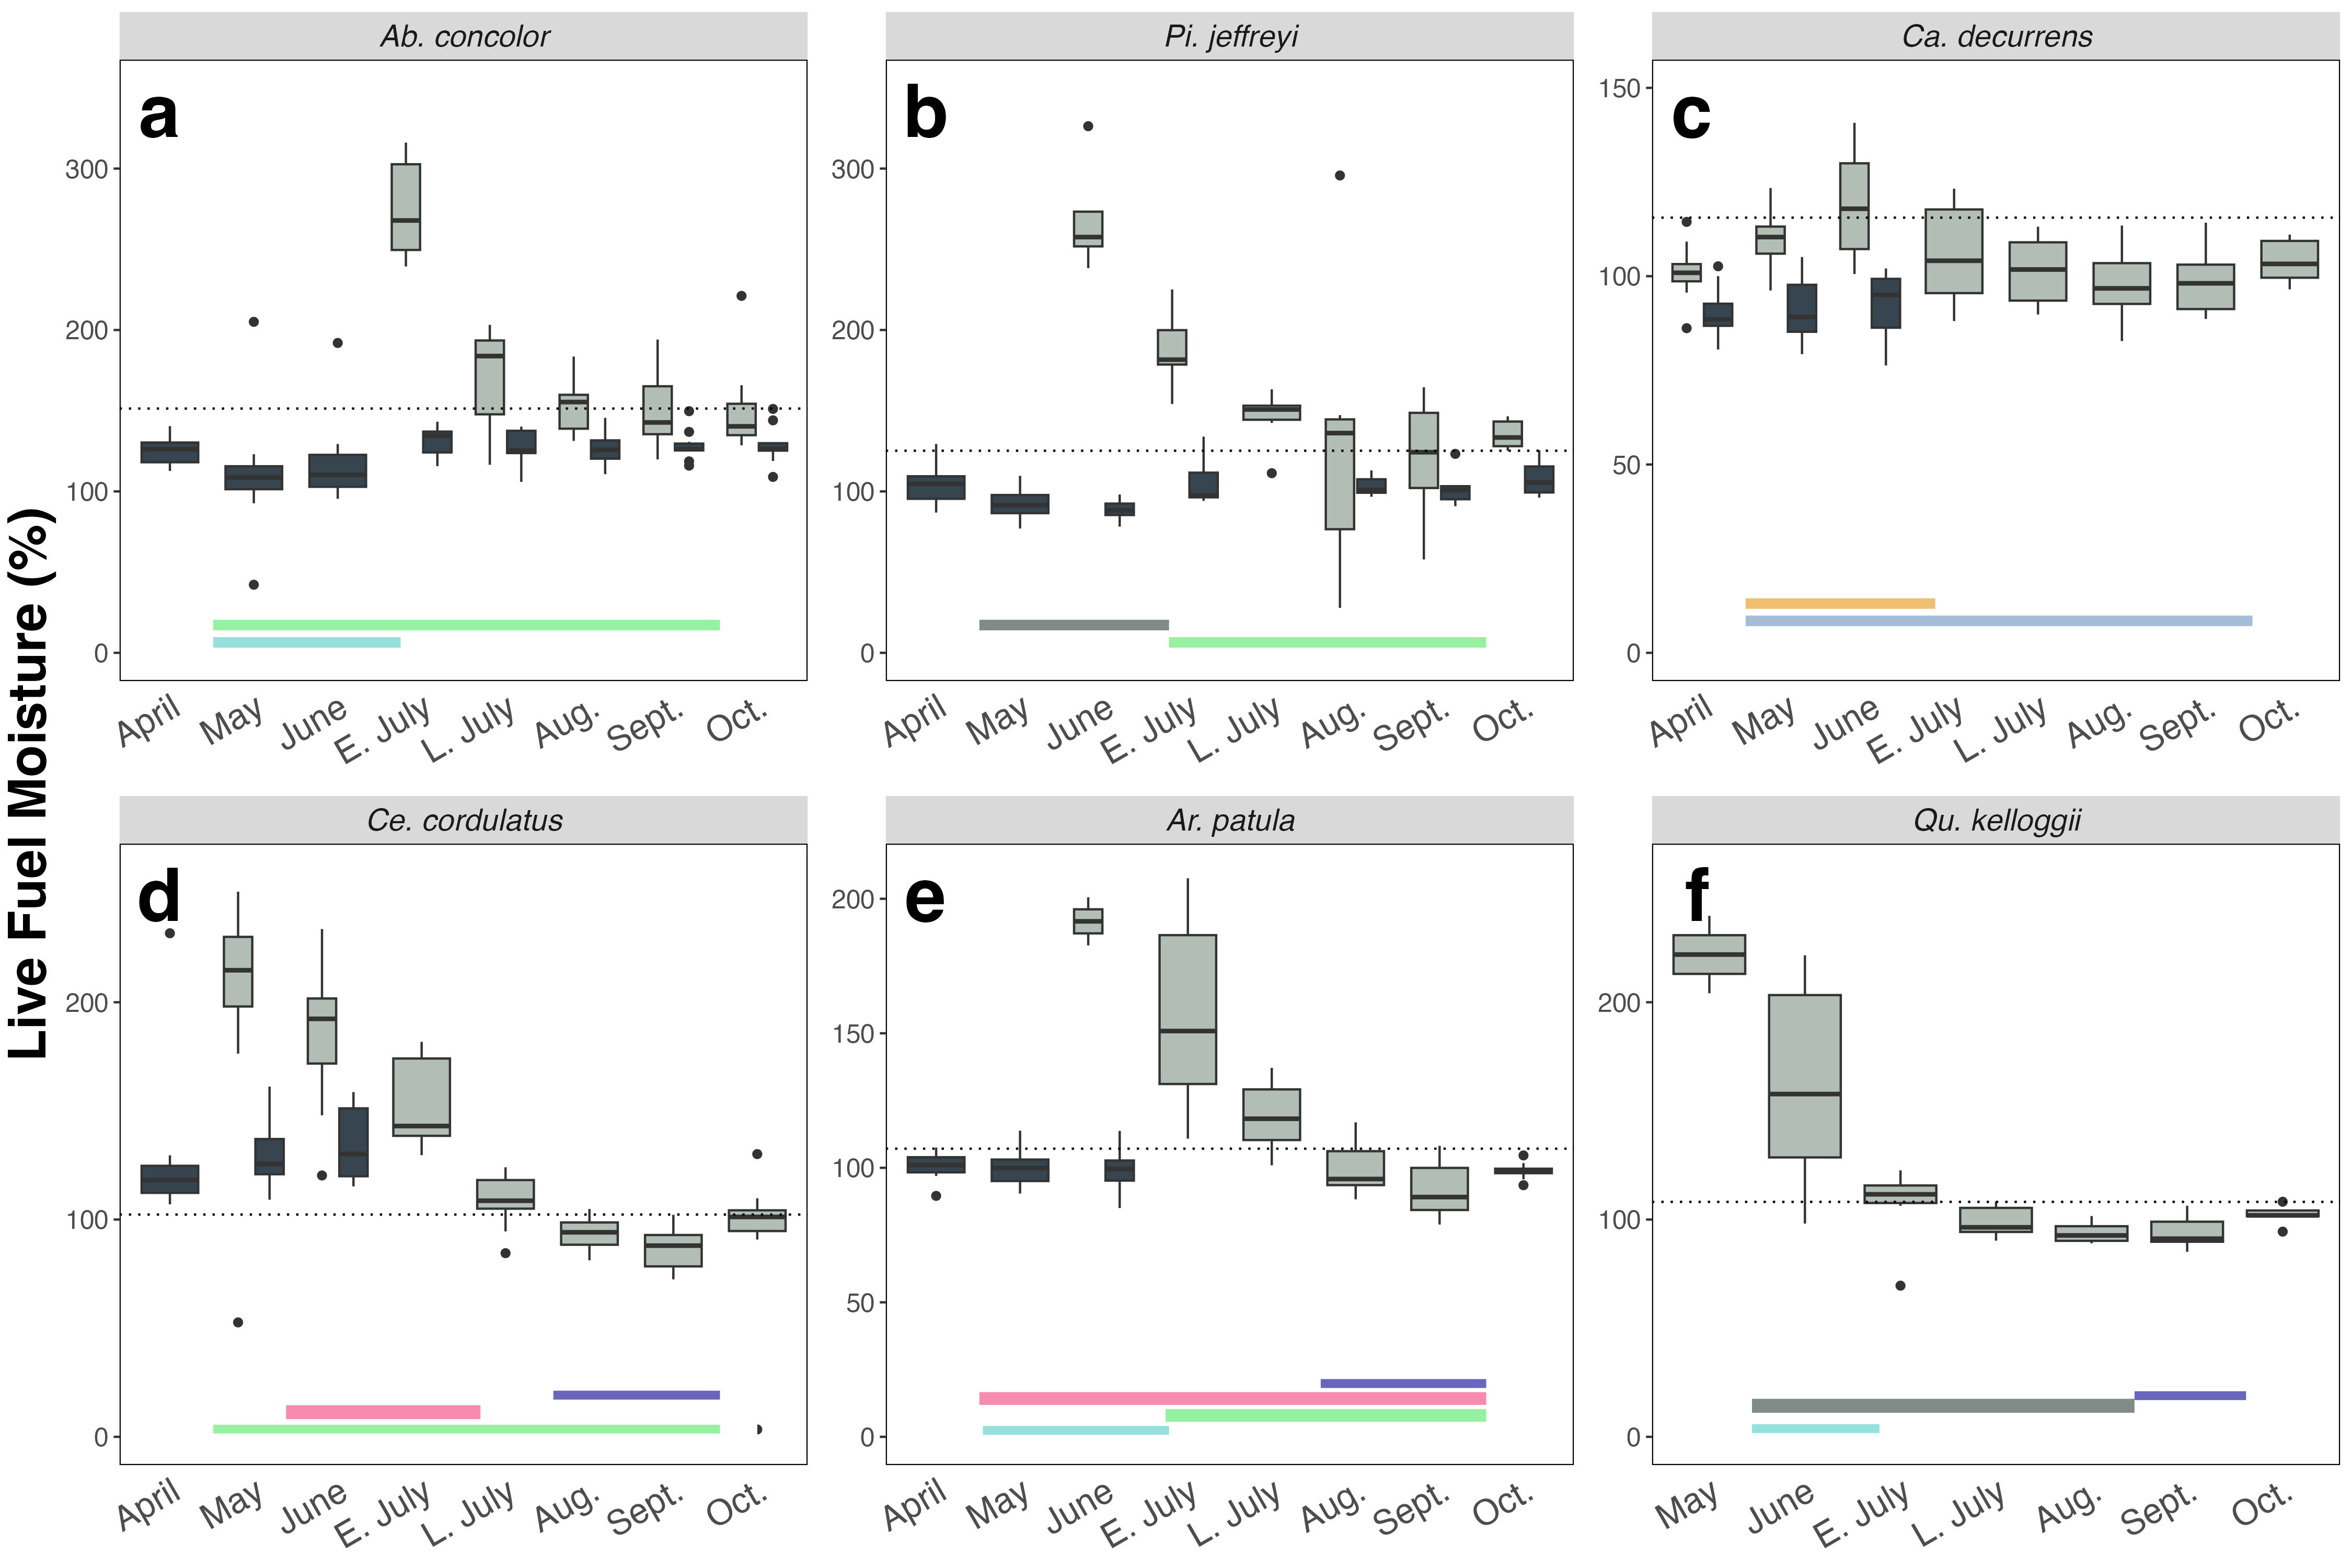 Live Fuel Moisture (%)
Ab. concolor
a
300
200
100
0
April May June E. July L. July Aug. Sept. Oct.
Pi. jeffreyi
b
300
200
100
0
April May June E. July L. July Aug. Sept. Oct.
Ca. decurrens
c
150
100
50
0
April May June E. July L. July Aug. Sept. Oct.
Ce. cordulatus
d
200
100
0
April May June E. July L. July Aug. Sept. Oct.
Ar. patula
e
200
150
100
50
0
April May June E. July L. July Aug. Sept. Oct.
Qu. kelloggii
f
200
100
0
May June E. July L. July Aug. Sept. Oct.